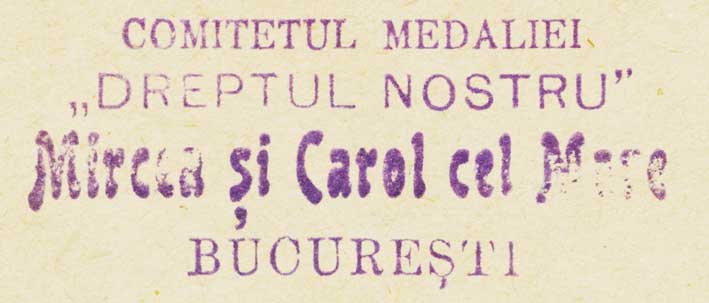 COMITETUL MEDALIEI
„DREPTUL NOSTRU”
Mircea și Carol cel Mare
BUCUREȘTI